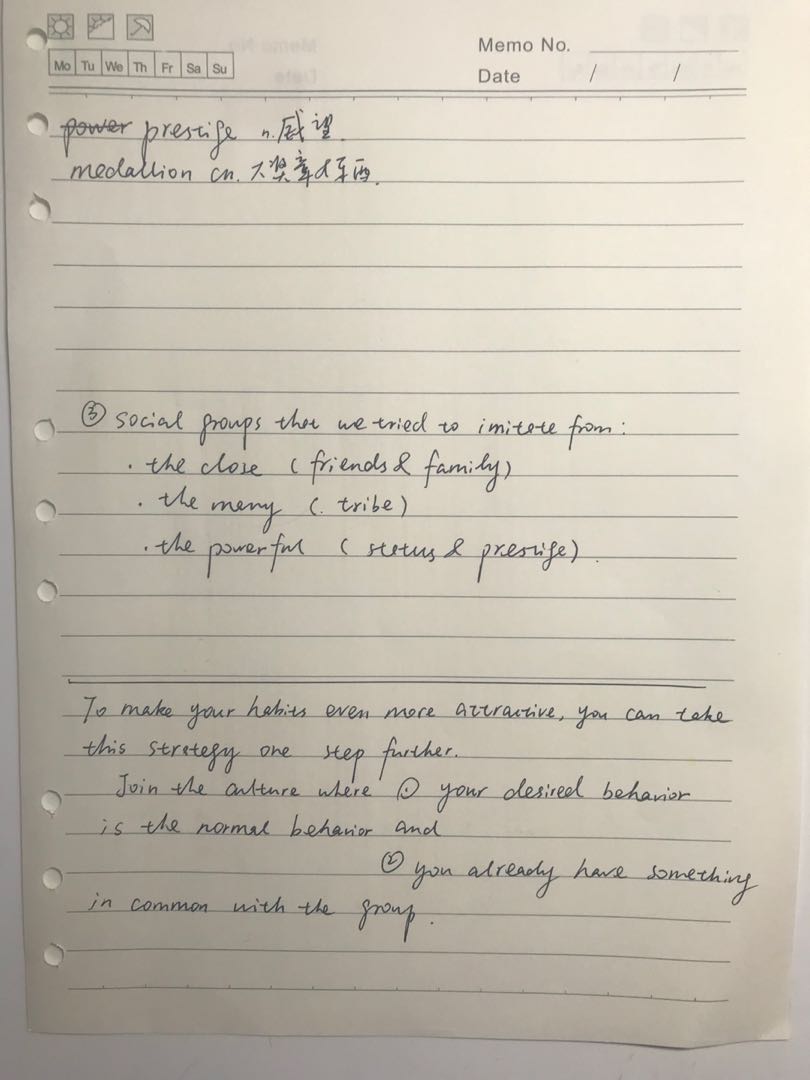 Memo No.
Mo Tu We Th Fr Sa Su
Date / /
power prestige n. 威望.
medallion cn. 大奖章d东西.
③ social groups that we tried to imitate from:
· the close (friends & family)
· the many (. tribe)
· the powerful (status & prestige).
To make your habits even more attractive, you can take
this strategy one step further.
Join the culture where ① your desired behavior
is the normal behavior and
② you already have something
in common with the group.